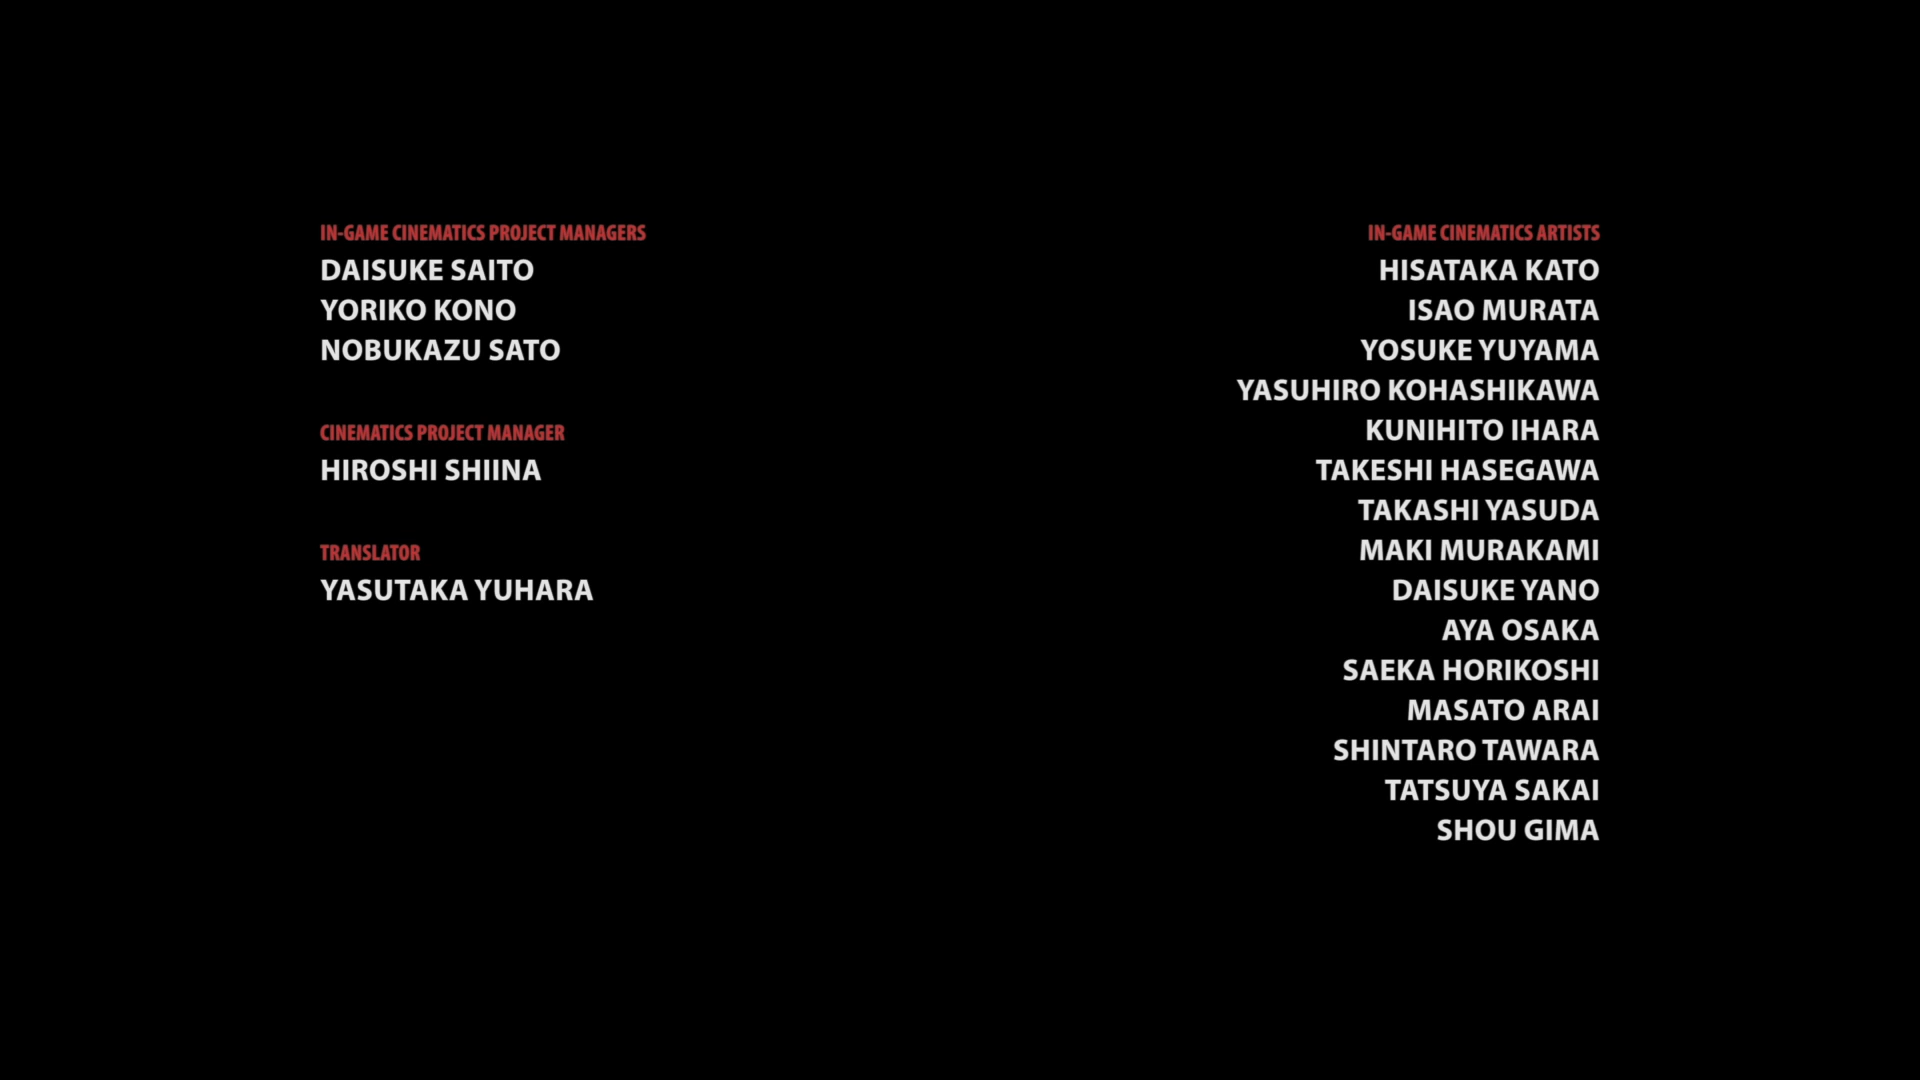 IN-GAME CINEMATICS PROJECT MANAGERS
DAISUKE SAITO
YORIKO KONO
NOBUKAZU SATO
CINEMATICS PROJECT MANAGER
HIROSHI SHIINA
TRANSLATOR
YASUTAKA YUHARA
IN-GAME CINEMATICS ARTISTS
HISATAKA KATO
ISAO MURATA
YOSUKE YUYAMA
YASUHIRO KOHASHIKAWA
KUNIHITO IHARA
TAKESHI HASEGAWA
TAKASHI YASUDA
MAKI MURAKAMI
DAISUKE YANO
AYA OSAKA
SAEKA HORIKOSHI
MASATO ARAI
SHINTARO TAWARA
TATSUYA SAKAI
SHOU GIMA